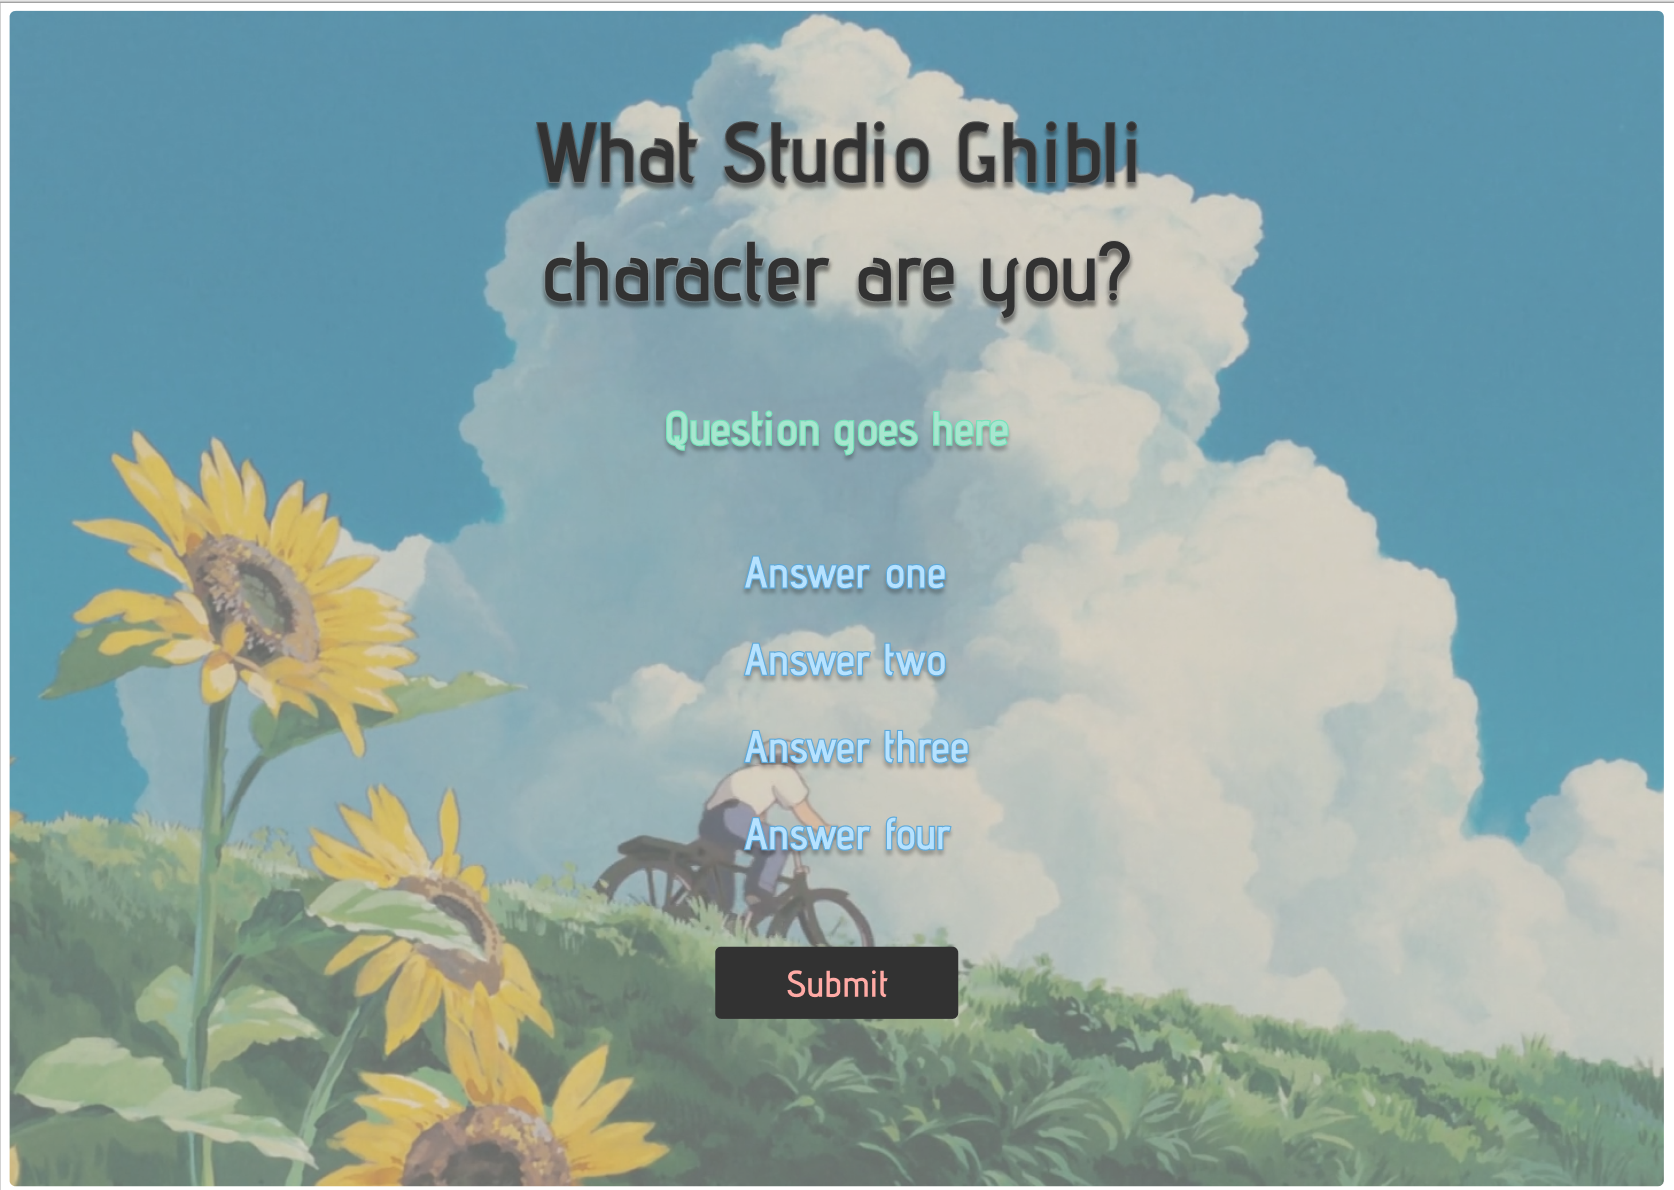 What Studio Ghibli
character are you?
Question goes here
Answer one
Answer two
Answer three
Answer four
Submit